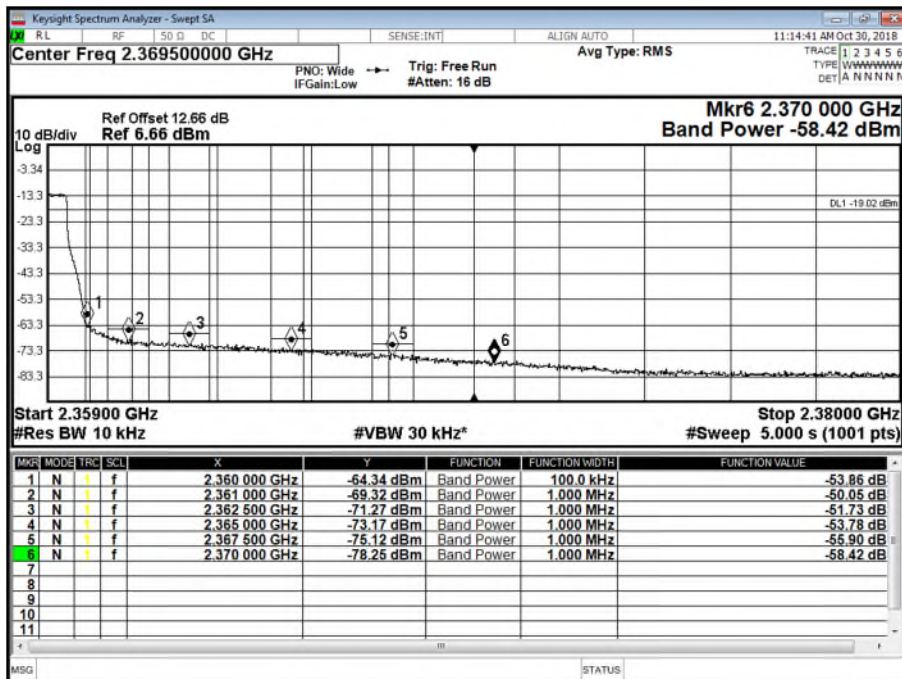 Keysight Spectrum Analyzer - Swept SA
LXI RL RF 50 Ω DC SENSE:INT ALIGN AUTO 11:14:41 AM Oct 30, 2018
Center Freq 2.369500000 GHz
Avg Type: RMS
TRACE 1 2 3 4 5 6
TYPE WWWWWW
DET A N N N N N
PNO: Wide Trig: Free Run
IFGain:Low #Atten: 16 dB
Mkr6 2.370 000 GHz
Band Power -58.42 dBm
Ref Offset 12.66 dB
10 dB/div Ref 6.66 dBm
Log
-3.34
-13.3
DL1 -19.02 dBm
-23.3
-33.3
-43.3
-53.3
1
-63.3
2 3 4 5 6
-73.3
-83.3
Start 2.35900 GHz Stop 2.38000 GHz
#Res BW 10 kHz #VBW 30 kHz* #Sweep 5.000 s (1001 pts)
MKR MODE TRC SCL X Y FUNCTION FUNCTION WIDTH FUNCTION VALUE
1 N 1 f 2.360 000 GHz -64.34 dBm Band Power 100.0 kHz -53.86 dB
2 N 1 f 2.361 000 GHz -69.32 dBm Band Power 1.000 MHz -50.05 dB
3 N 1 f 2.362 500 GHz -71.27 dBm Band Power 1.000 MHz -51.73 dB
4 N 1 f 2.365 000 GHz -73.17 dBm Band Power 1.000 MHz -53.78 dB
5 N 1 f 2.367 500 GHz -75.12 dBm Band Power 1.000 MHz -55.90 dB
6 N 1 f 2.370 000 GHz -78.25 dBm Band Power 1.000 MHz -58.42 dB
7
8
9
10
11
MSG STATUS